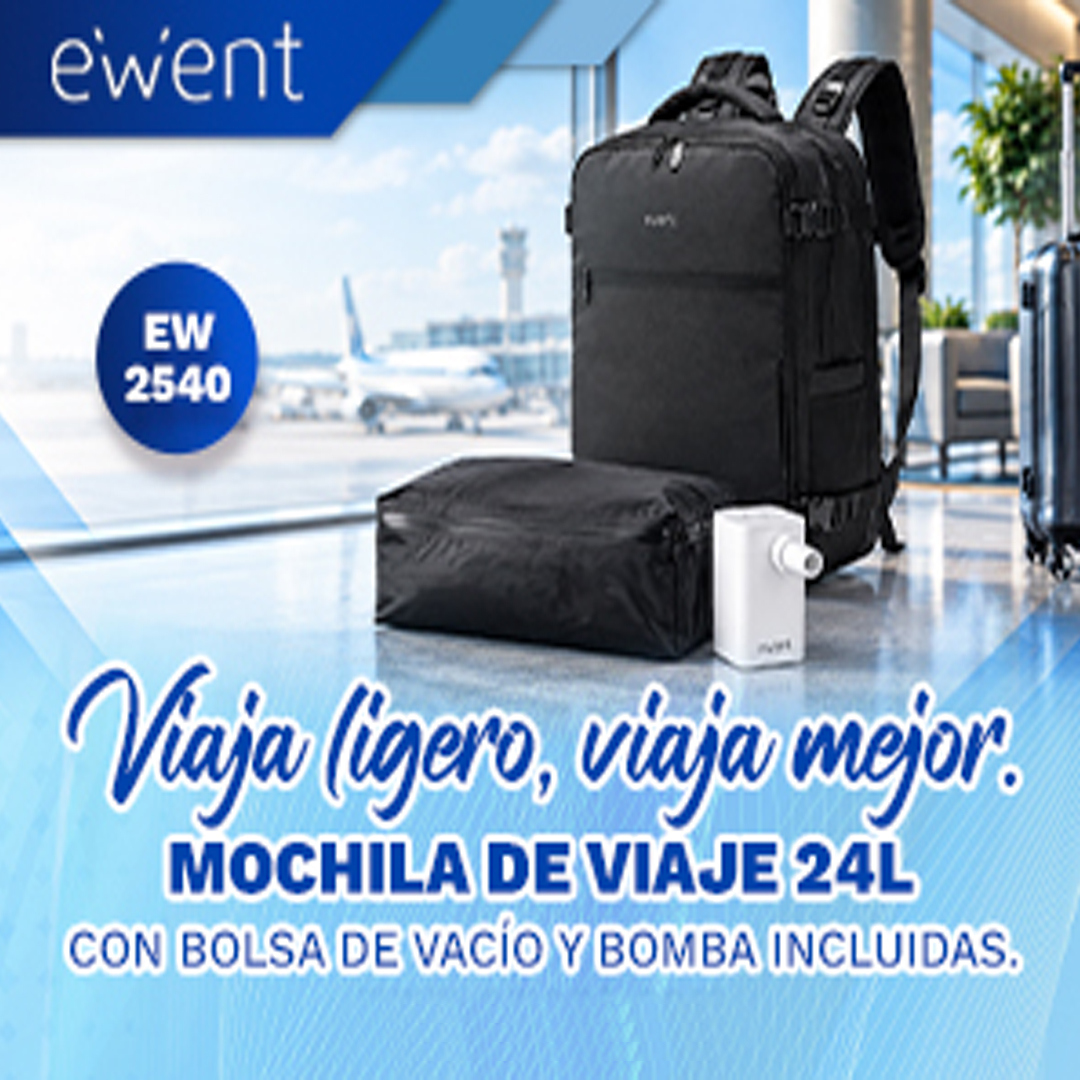 ewent
EW
2540
Viaja ligero, viaja mejor.
MOCHILA DE VIAJE 24L
CON BOLSA DE VACÍO Y BOMBA INCLUIDAS.